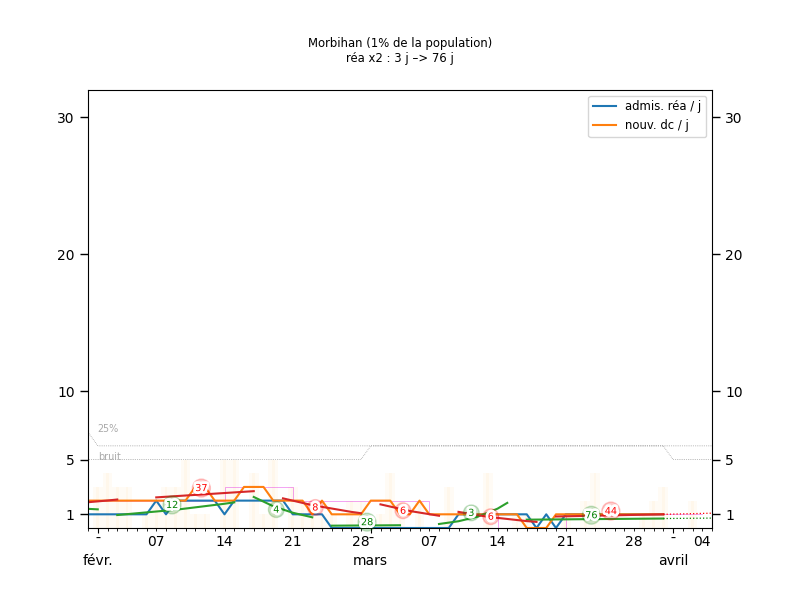 Morbihan (1% de la population)
réa x2 : 3 j –> 76 j
admis. réa / j
nouv. dc / j
30 30
20 20
10 10
5 5
1 1
25%
bruit
12 37 4 8 28 6 3 6 76 44
- 07 14 21 28 - 07 14 21 28 - 04
févr. mars avril